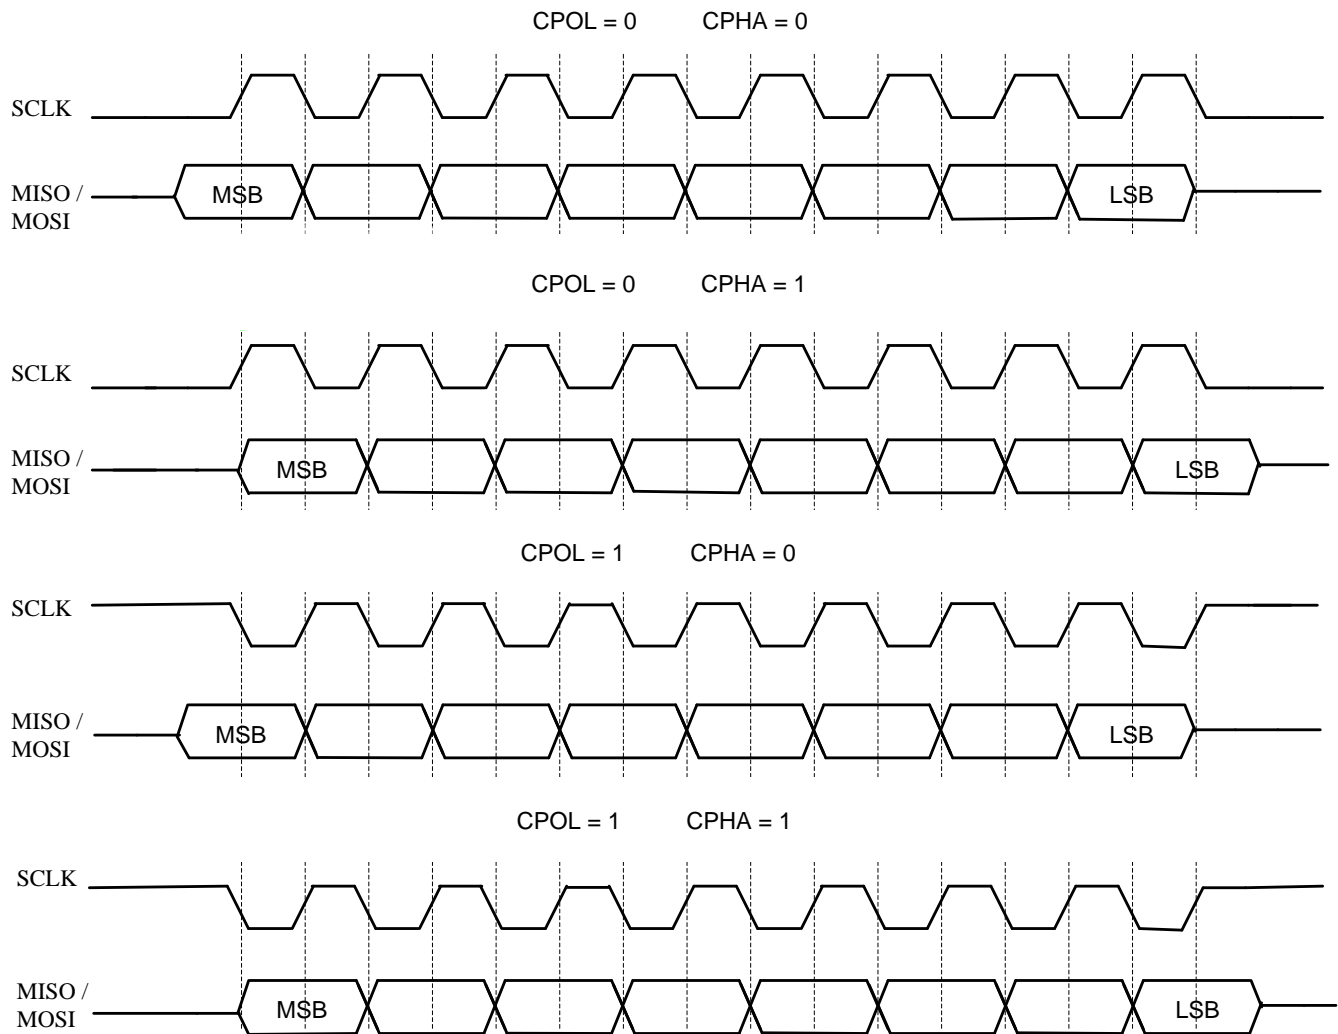 CPOL = 0 CPHA = 0
SCLK
MISO /
MOSI
MSB LSB
CPOL = 0 CPHA = 1
SCLK
MISO /
MOSI
MSB LSB
CPOL = 1 CPHA = 0
SCLK
MISO /
MOSI
MSB LSB
CPOL = 1 CPHA = 1
SCLK
MISO /
MOSI
MSB LSB